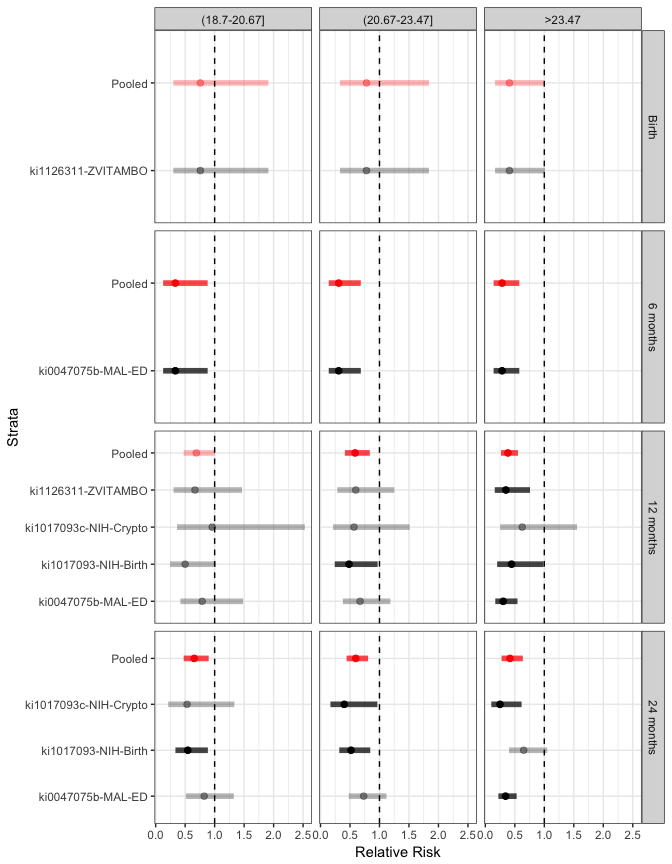 (18.7-20.67]
(20.67-23.47]
>23.47
Strata
Pooled
ki1126311-ZVITAMBO
Birth
Pooled
ki0047075b-MAL-ED
6 months
Pooled
ki1126311-ZVITAMBO
ki1017093c-NIH-Crypto
ki1017093-NIH-Birth
ki0047075b-MAL-ED
12 months
Pooled
ki1017093c-NIH-Crypto
ki1017093-NIH-Birth
ki0047075b-MAL-ED
24 months
0.0 0.5 1.0 1.5 2.0 2.5 0.0 0.5 1.0 1.5 2.0 2.5 0.0 0.5 1.0 1.5 2.0 2.5
Relative Risk